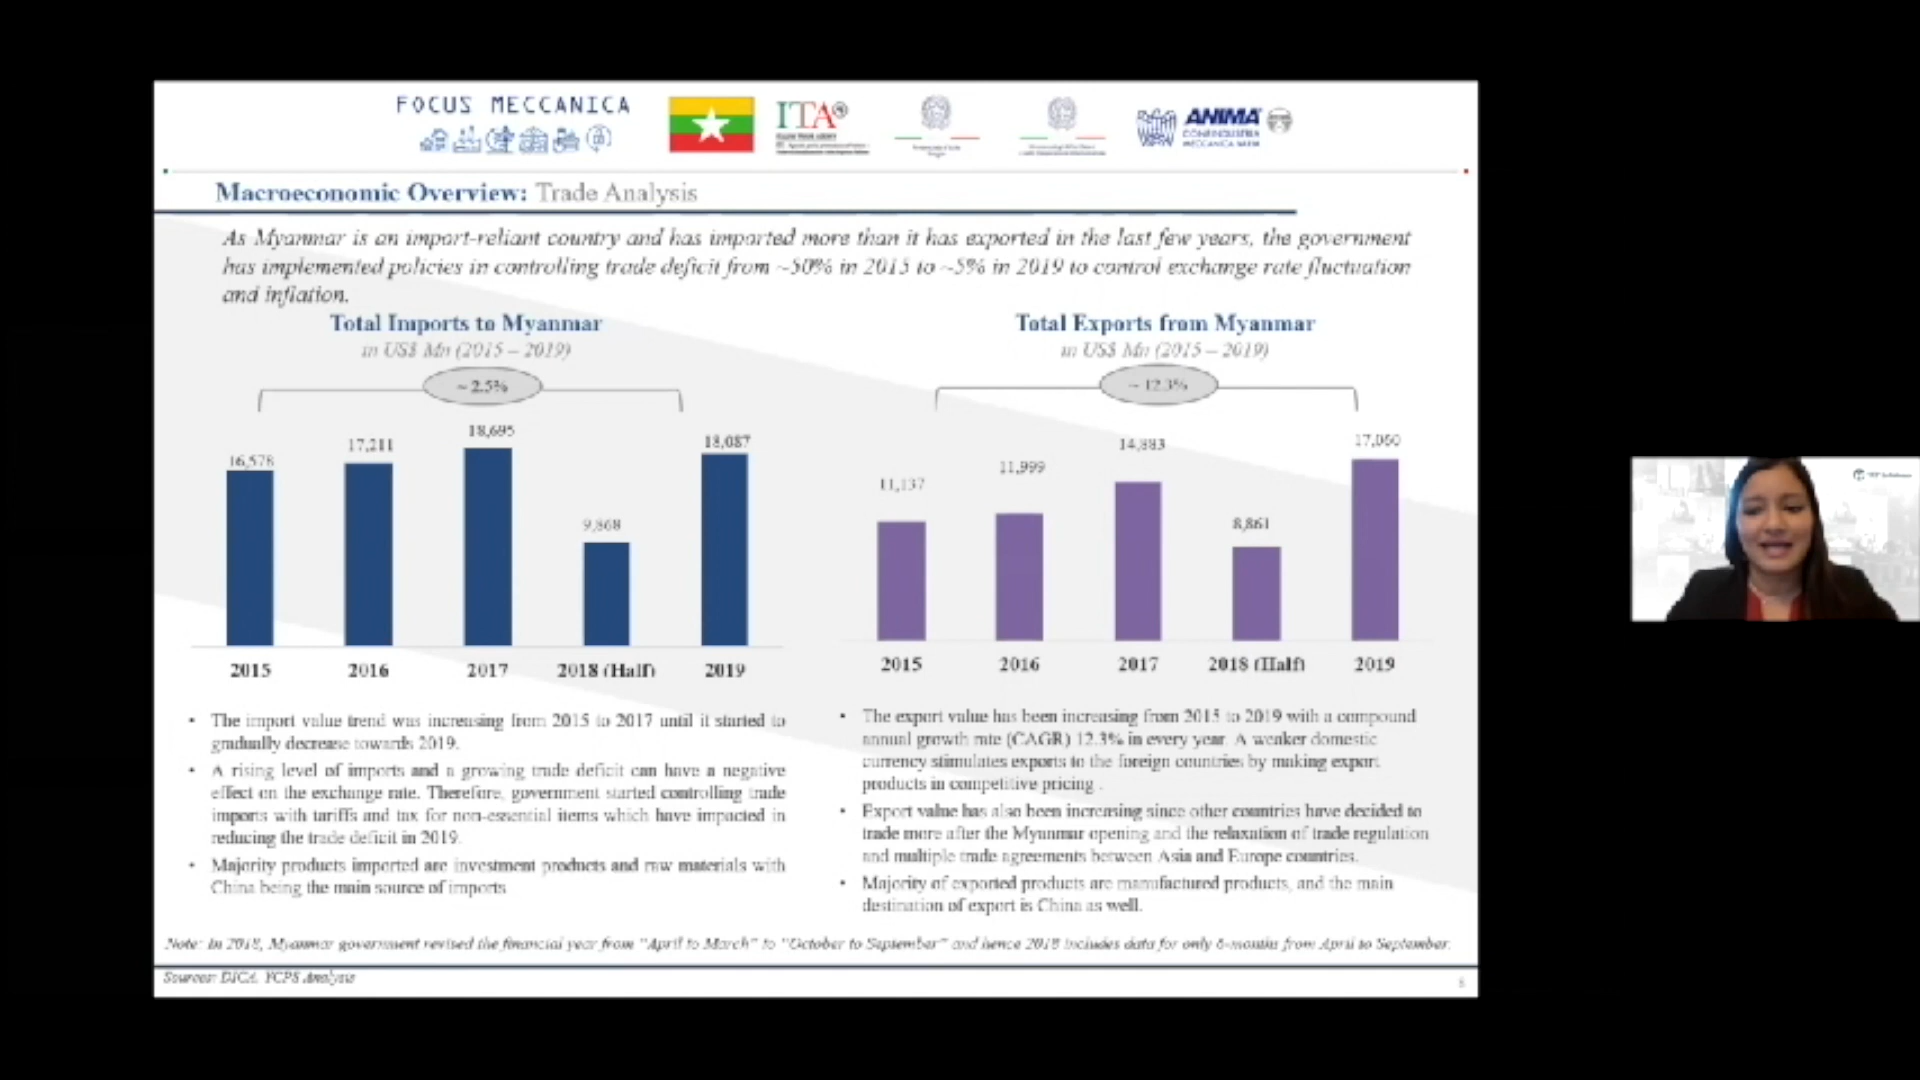 FOCUS MECCANICA
ITA
ANIMA
CONFINDUSTRIA
MECCANICA VARIA
Macroeconomic Overview: Trade Analysis
As Myanmar is an import-reliant country and has imported more than it has exported in the last few years, the government
has implemented policies in controlling trade deficit from ~50% in 2015 to ~5% in 2019 to control exchange rate fluctuation
and inflation.
Total Imports to Myanmar
in US$ Mn (2015 – 2019)
~ 2.5%
16,578
17,211
18,695
9,868
18,087
2015
2016
2017
2018 (Half)
2019
• The import value trend was increasing from 2015 to 2017 until it started to
gradually decrease towards 2019.
• A rising level of imports and a growing trade deficit can have a negative
effect on the exchange rate. Therefore, government started controlling trade
imports with tariffs and tax for non-essential items which have impacted in
reducing the trade deficit in 2019.
• Majority products imported are investment products and raw materials with
China being the main source of imports
Total Exports from Myanmar
in US$ Mn (2015 – 2019)
~ 12.3%
11,137
11,999
14,883
8,861
17,060
2015
2016
2017
2018 (Half)
2019
• The export value has been increasing from 2015 to 2019 with a compound
annual growth rate (CAGR) 12.3% in every year. A weaker domestic
currency stimulates exports to the foreign countries by making export
products in competitive pricing .
• Export value has also been increasing since other countries have decided to
trade more after the Myanmar opening and the relaxation of trade regulation
and multiple trade agreements between Asia and Europe countries.
• Majority of exported products are manufactured products, and the main
destination of export is China as well.
Note: In 2018, Myanmar government revised the financial year from "April to March" to "October to September" and hence 2018 includes data for only 6-months from April to September.
Sources: DICA, YCPS Analysis